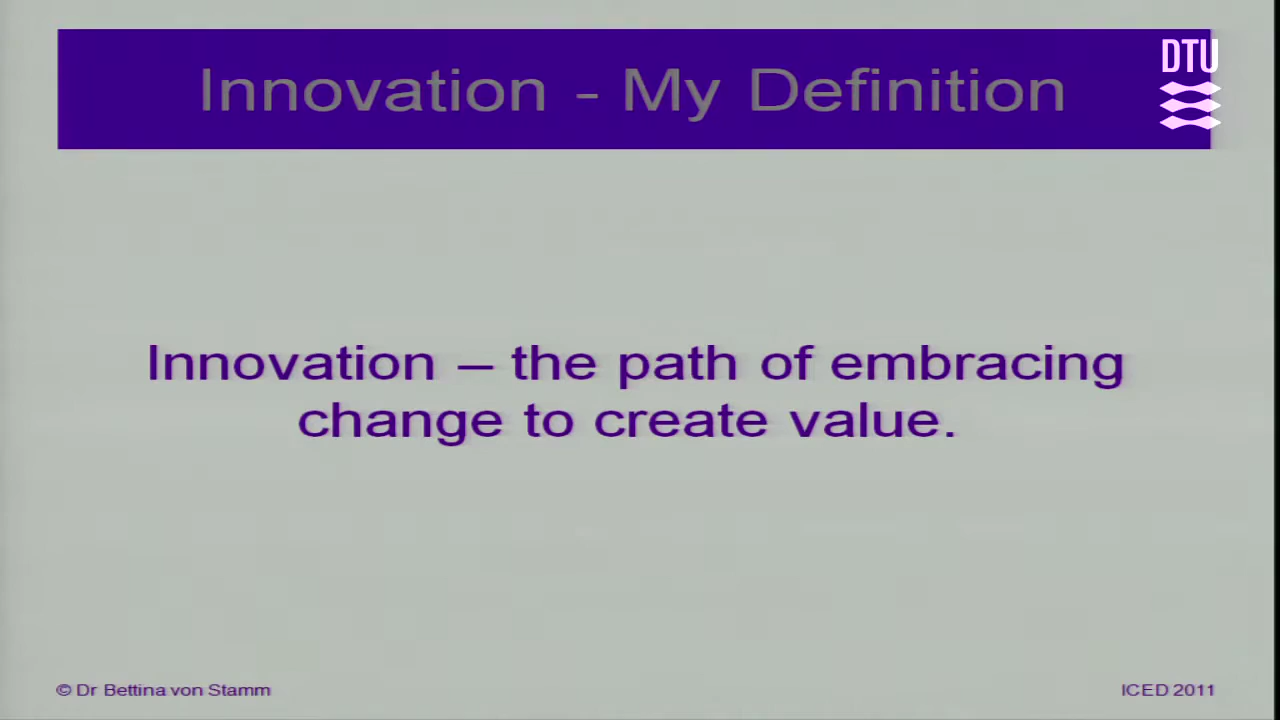 Innovation - My Definition
DTU
Innovation – the path of embracing
change to create value.
© Dr Bettina von Stamm
ICED 2011